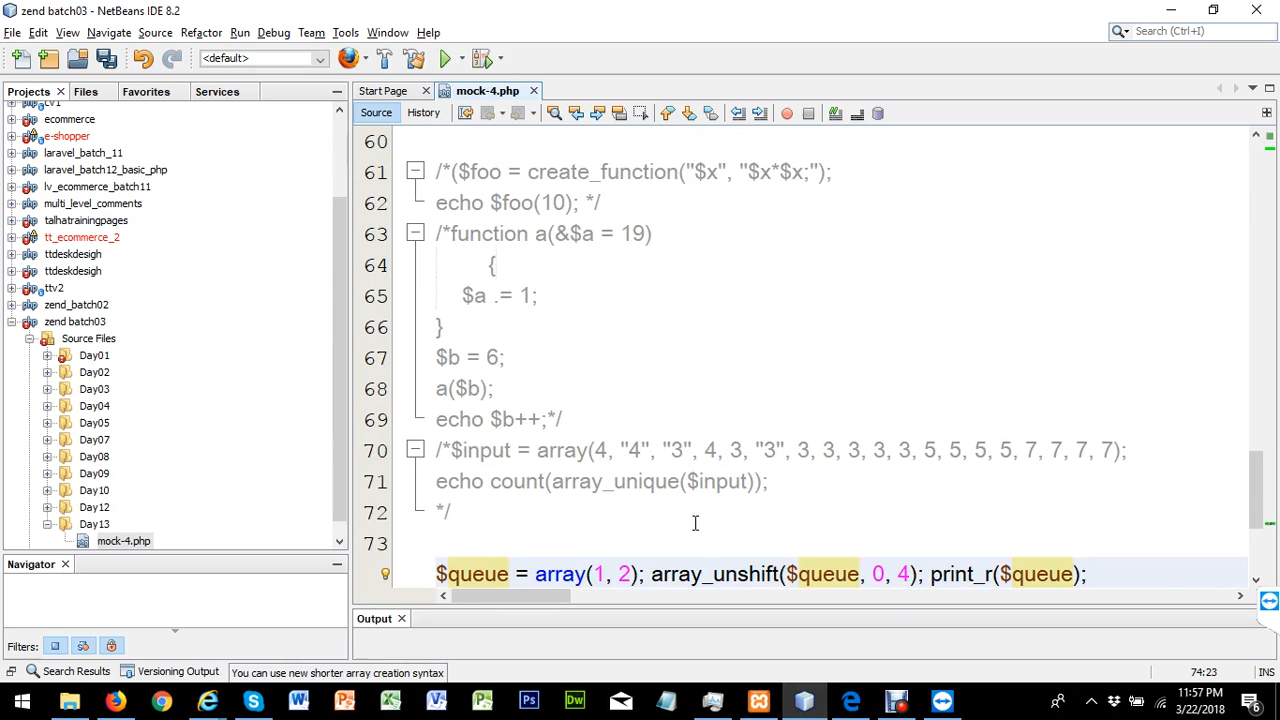 zend batch03 - NetBeans IDE 8.2
File Edit View Navigate Source Refactor Run Debug Team Tools Window Help
Search (Ctrl+I)
<default>
Projects Files Favorites Services
Start Page mock-4.php
Source History
cv1
ecommerce
e-shopper
laravel_batch_11
laravel_batch12_basic_php
lv_ecommerce_batch11
multi_level_comments
talhatrainingpages
tt_ecommerce_2
ttdeskdesigh
ttdeskdesigh
ttv2
zend_batch02
zend batch03
Source Files
Day01
Day02
Day03
Day04
Day05
Day07
Day08
Day09
Day10
Day12
Day13
mock-4.php
60
61 /*($foo = create_function("$x", "$x*$x;");
62 echo $foo(10); */
63 /*function a(&$a = 19)
64 {
65 $a .= 1;
66 }
67 $b = 6;
68 a($b);
69 echo $b++;*/
70 /*$input = array(4, "4", "3", 4, 3, "3", 3, 3, 3, 3, 3, 5, 5, 5, 5, 7, 7, 7, 7);
71 echo count(array_unique($input));
72 */
73
$queue = array(1, 2); array_unshift($queue, 0, 4); print_r($queue);
Navigator
Output
Filters:
Search Results Versioning Output You can use new shorter array creation syntax
74:23 INS
11:57 PM
3/22/2018
6